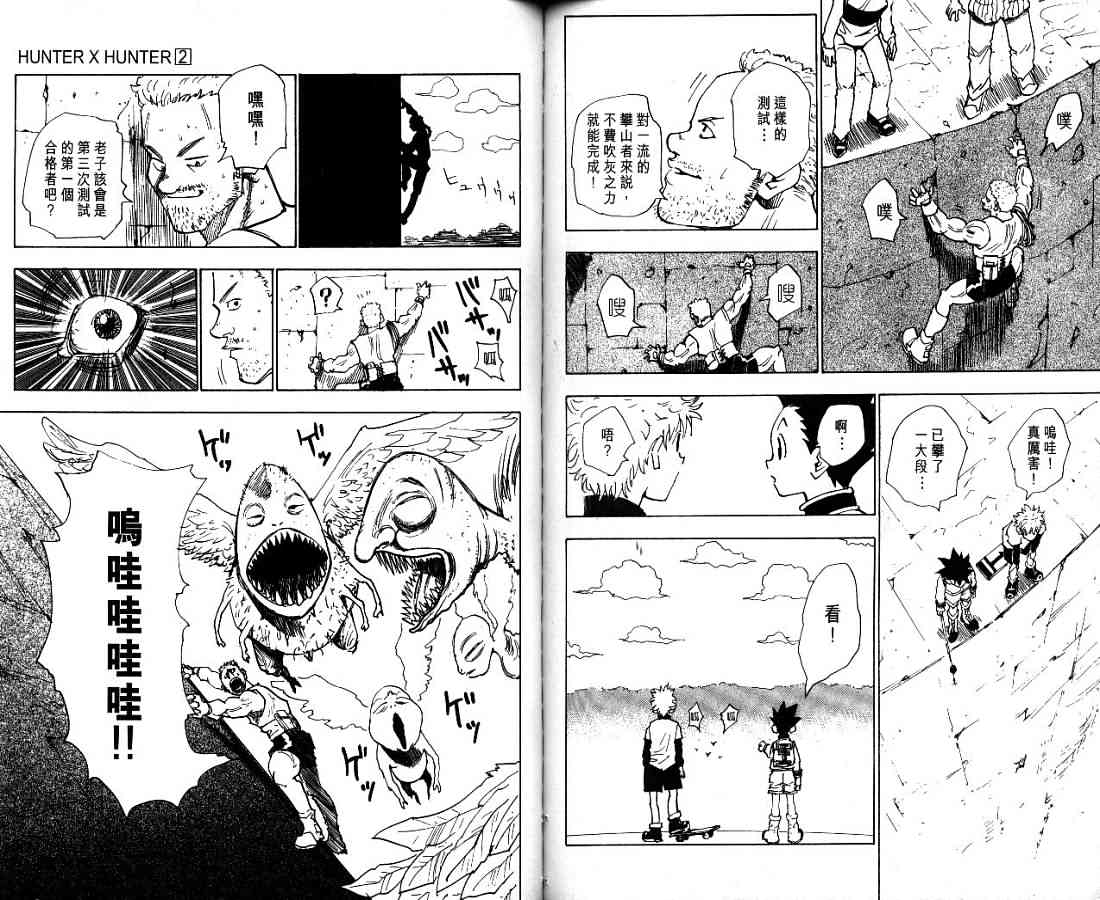 噗
噗
這樣的
測試…
對一流的
攀山者來說，
不費吹灰之力
就能完成！
嗖
嗖
嗚哇！
真厲害！
已攀了
一大段…
啊…
唔？
看！
呱
呱
HUNTER X HUNTER 2
ヒュウウウ
嘿嘿！
老子該會是
第三次測試
的第一個
合格者吧？
呱
呱
バサッ
バサッ
？
ゲッ
ゲッ
嗚哇哇哇哇!!
ゲッ
ゲッ